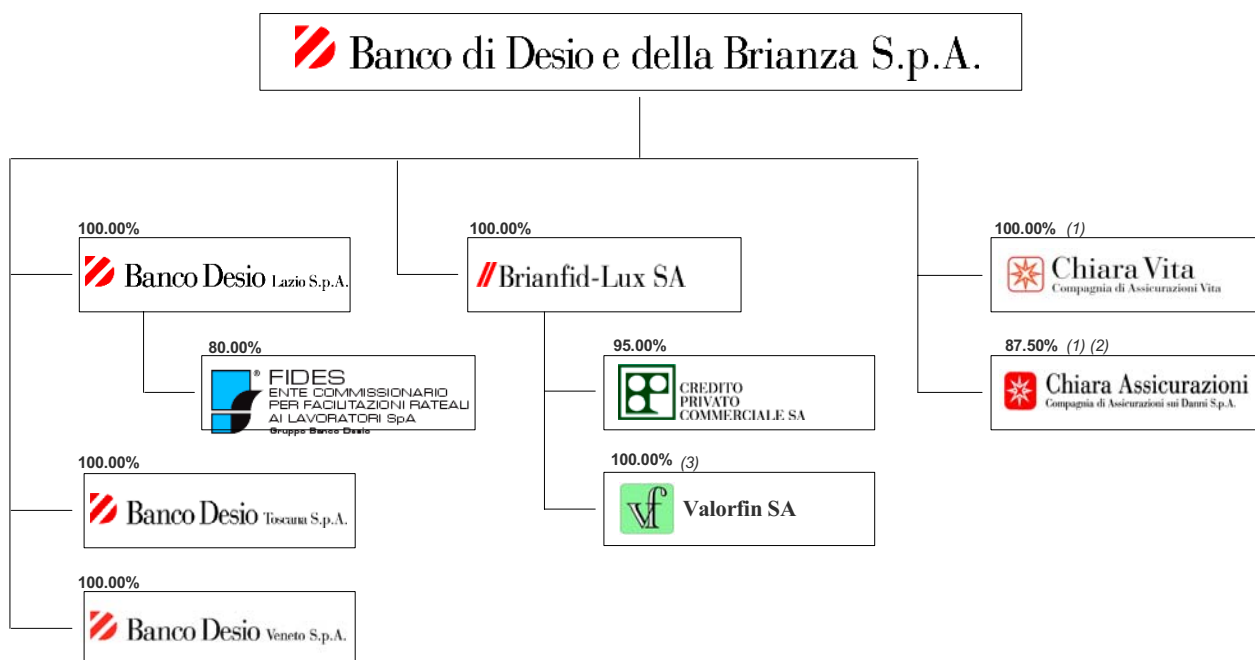 Banco di Desio e della Brianza S.p.A.
100.00%
Banco Desio Lazio S.p.A.
80.00%
® FIDES
ENTE COMMISSIONARIO
PER FACILITAZIONI RATEALI
AI LAVORATORI SpA
Gruppo Banco Desio
100.00%
Banco Desio Toscana S.p.A.
100.00%
Banco Desio Veneto S.p.A.
100.00%
Brianfid-Lux SA
95.00%
CREDITO
PRIVATO
COMMERCIALE SA
100.00% (3)
vf Valorfin SA
100.00% (1)
Chiara Vita
Compagnia di Assicurazioni Vita
87.50% (1) (2)
Chiara Assicurazioni
Compagnia di Assicurazioni sui Danni S.p.A.